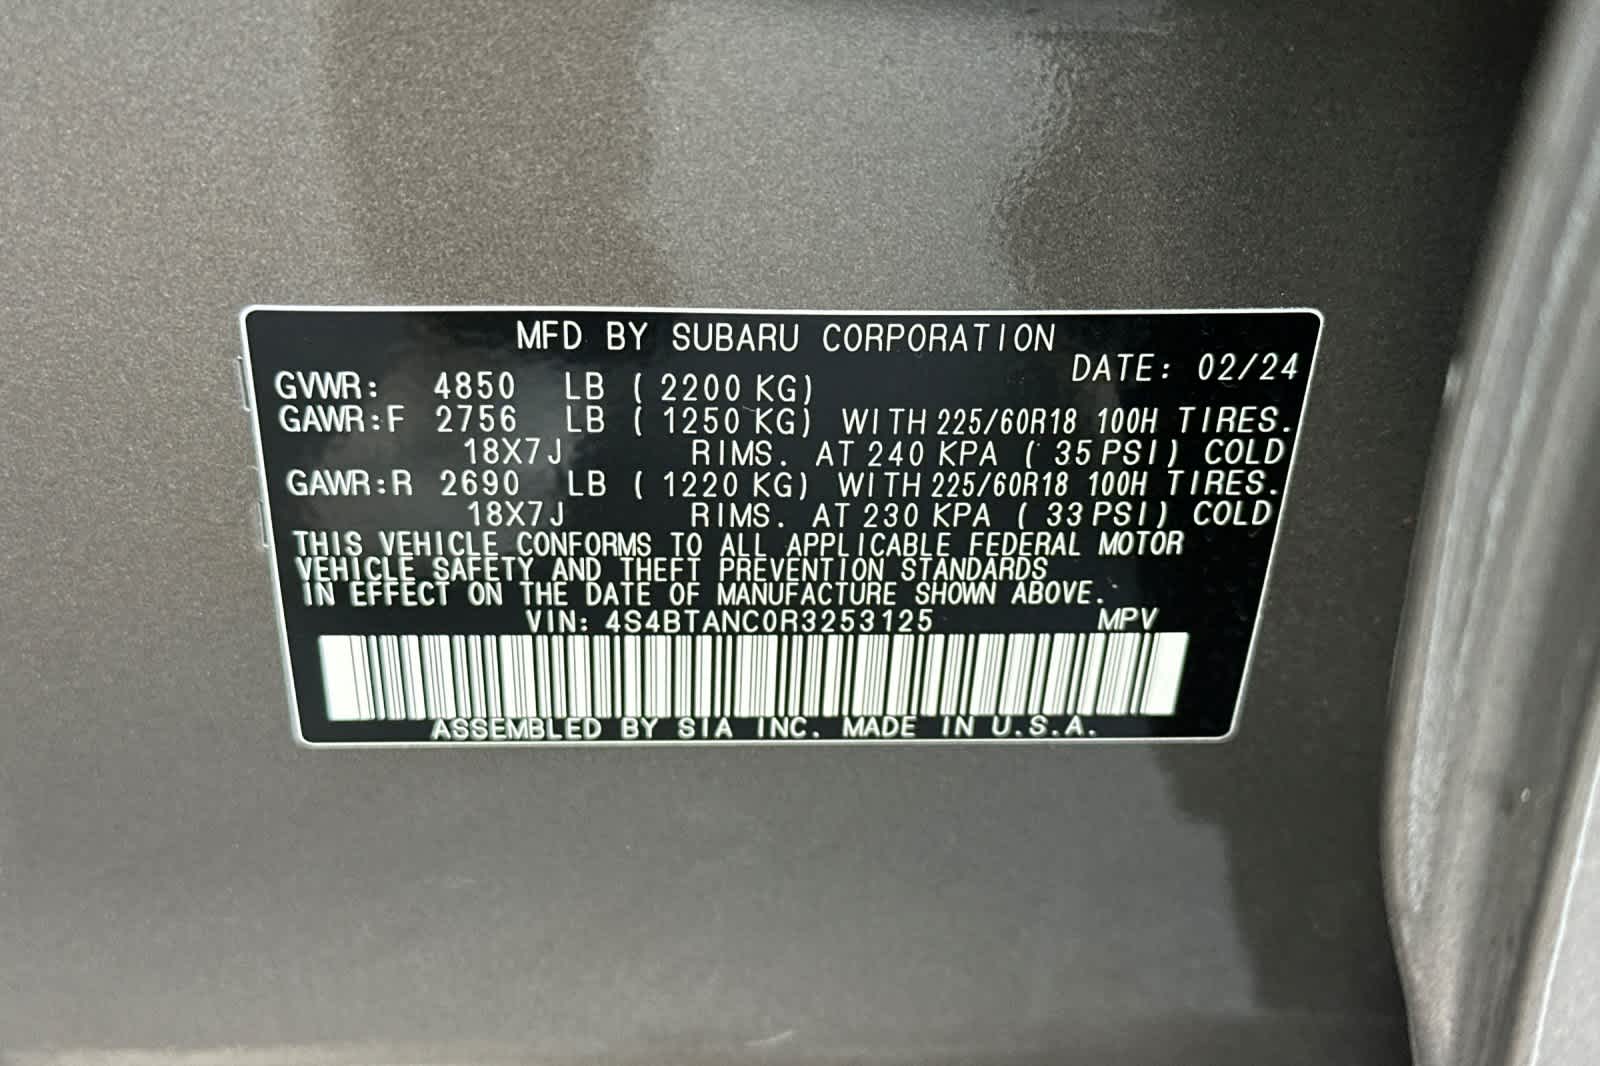 MFD BY SUBARU CORPORATION
DATE: 02/24
GVWR: 4850 LB ( 2200 KG)
GAWR:F 2756 LB ( 1250 KG) WITH 225/60R18 100H TIRES.
18X7J RIMS. AT 240 KPA ( 35 PSI) COLD
GAWR:R 2690 LB ( 1220 KG) WITH 225/60R18 100H TIRES.
18X7J RIMS. AT 230 KPA ( 33 PSI) COLD
THIS VEHICLE CONFORMS TO ALL APPLICABLE FEDERAL MOTOR
VEHICLE SAFETY AND THEFT PREVENTION STANDARDS
IN EFFECT ON THE DATE OF MANUFACTURE SHOWN ABOVE.
VIN: 4S4BTANC0R3253125 MPV
ASSEMBLED BY SIA INC. MADE IN U.S.A.